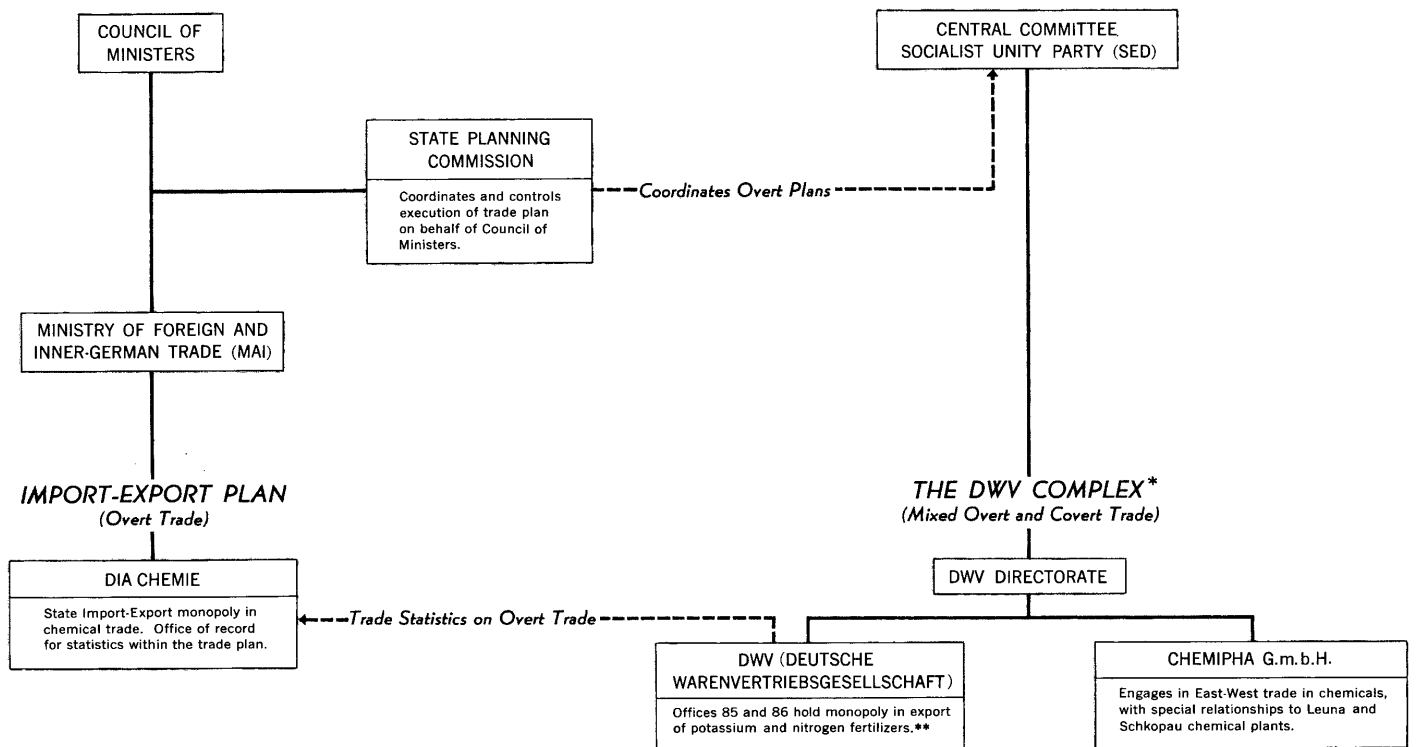 COUNCIL OF
MINISTERS
CENTRAL COMMITTEE
SOCIALIST UNITY PARTY (SED)
STATE PLANNING
COMMISSION
Coordinates and controls
execution of trade plan
on behalf of Council of
Ministers.
Coordinates Overt Plans
MINISTRY OF FOREIGN AND
INNER-GERMAN TRADE (MAI)
IMPORT-EXPORT PLAN
(Overt Trade)
THE DWV COMPLEX*
(Mixed Overt and Covert Trade)
DIA CHEMIE
State Import-Export monopoly in
chemical trade. Office of record
for statistics within the trade plan.
DWV DIRECTORATE
Trade Statistics on Overt Trade
DWV (DEUTSCHE
WARENVERTRIEBSGESELLSCHAFT)
Offices 85 and 86 hold monopoly in export
of potassium and nitrogen fertilizers.**
CHEMIPHA G.m.b.H.
Engages in East-West trade in chemicals,
with special relationships to Leuna and
Schkopau chemical plants.